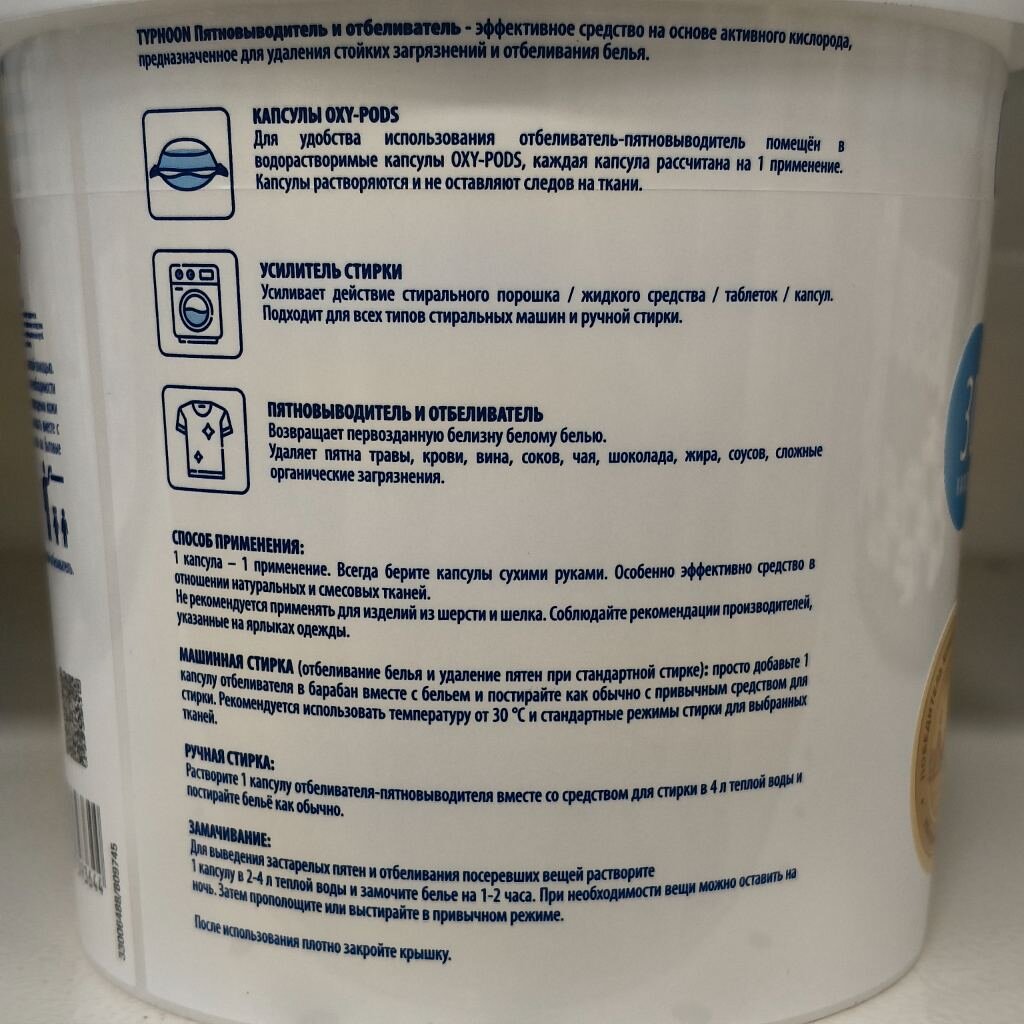 TYPHOON Пятновыводитель и отбеливатель - эффективное средство на основе активного кислорода,
предназначенное для удаления стойких загрязнений и отбеливания белья.
КАПСУЛЫ OXY-PODS
Для удобства использования отбеливатель-пятновыводитель помещён в
водорастворимые капсулы OXY-PODS, каждая капсула рассчитана на 1 применение.
Капсулы растворяются и не оставляют следов на ткани.
УСИЛИТЕЛЬ СТИРКИ
Усиливает действие стирального порошка / жидкого средства / таблеток / капсул.
Подходит для всех типов стиральных машин и ручной стирки.
ПЯТНОВЫВОДИТЕЛЬ И ОТБЕЛИВАТЕЛЬ
Возвращает первозданную белизну белому белью.
Удаляет пятна травы, крови, вина, соков, чая, шоколада, жира, соусов, сложные
органические загрязнения.
СПОСОБ ПРИМЕНЕНИЯ:
1 капсула – 1 применение. Всегда берите капсулы сухими руками. Особенно эффективно средство в
отношении натуральных и смесовых тканей.
Не рекомендуется применять для изделий из шерсти и шелка. Соблюдайте рекомендации производителей,
указанные на ярлыках одежды.
МАШИННАЯ СТИРКА (отбеливание белья и удаление пятен при стандартной стирке): просто добавьте 1
капсулу отбеливателя в барабан вместе с бельем и постирайте как обычно с привычным средством для
стирки. Рекомендуется использовать температуру от 30 °C и стандартные режимы стирки для выбранных
тканей.
РУЧНАЯ СТИРКА:
Растворите 1 капсулу отбеливателя-пятновыводителя вместе со средством для стирки в 4 л теплой воды и
постирайте бельё как обычно.
ЗАМАЧИВАНИЕ:
Для выведения застарелых пятен и отбеливания посеревших вещей растворите
1 капсулу в 2-4 л теплой воды и замочите белье на 1-2 часа. При необходимости вещи можно оставить на
ночь. Затем прополощите или выстирайте в привычном режиме.
После использования плотно закройте крышку.
3300648B/809745